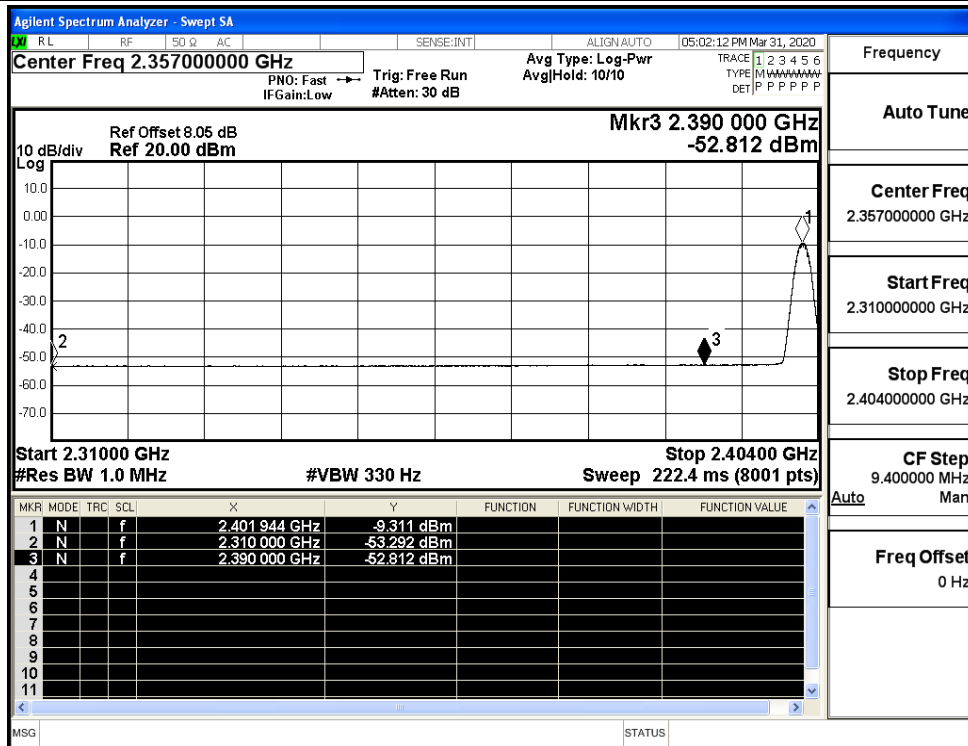 Agilent Spectrum Analyzer - Swept SA
LXI RL RF 50 Ω AC SENSE:INT ALIGNAUTO 05:02:12 PM Mar 31, 2020
Center Freq 2.357000000 GHz
PNO: Fast
IFGain:Low
Trig: Free Run
#Atten: 30 dB
Avg Type: Log-Pwr
Avg|Hold: 10/10
TRACE 1 2 3 4 5 6
TYPE M WWWWW
DET P P P P P P
Ref Offset 8.05 dB
Ref 20.00 dBm
10 dB/div
Log
Mkr3 2.390 000 GHz
-52.812 dBm
10.0
0.00
-10.0
-20.0
-30.0
-40.0
-50.0
-60.0
-70.0
1
2
3
Start 2.31000 GHz Stop 2.40400 GHz
#Res BW 1.0 MHz #VBW 330 Hz Sweep 222.4 ms (8001 pts)
MKR MODE TRC SCL X Y FUNCTION FUNCTION WIDTH FUNCTION VALUE
1 N f 2.401 944 GHz -9.311 dBm
2 N f 2.310 000 GHz -53.292 dBm
3 N f 2.390 000 GHz -52.812 dBm
4
5
6
7
8
9
10
11
MSG STATUS
Frequency
Auto Tune
Center Freq
2.357000000 GHz
Start Freq
2.310000000 GHz
Stop Freq
2.404000000 GHz
CF Step
9.400000 MHz
Auto Man
Freq Offset
0 Hz